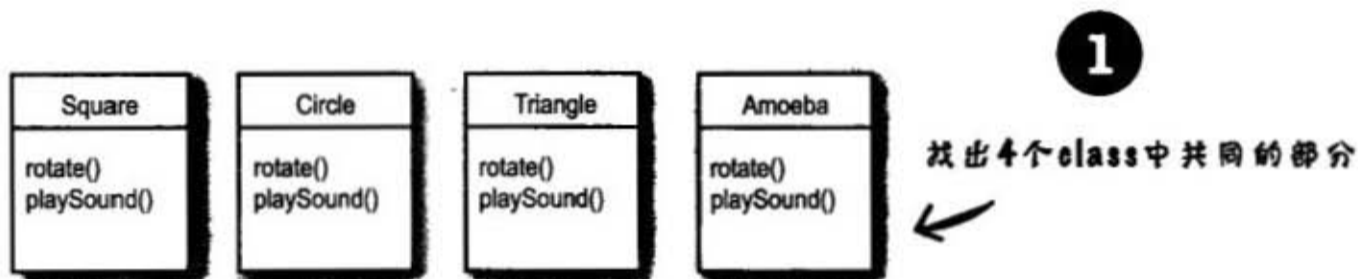 1
Square
rotate()
playSound()
Circle
rotate()
playSound()
Triangle
rotate()
playSound()
Amoeba
rotate()
playSound()
找出4个class中共同的部分